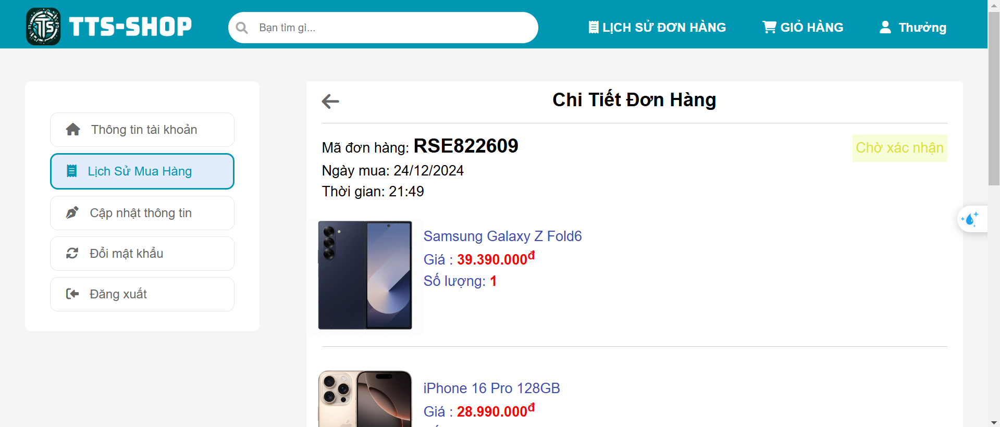 TTS-SHOP
Bạn tìm gì...
LỊCH SỬ ĐƠN HÀNG
GIỎ HÀNG
Thưởng
Thông tin tài khoản
Lịch Sử Mua Hàng
Cập nhật thông tin
Đổi mật khẩu
Đăng xuất
Chi Tiết Đơn Hàng
Mã đơn hàng: RSE822609
Chờ xác nhận
Ngày mua: 24/12/2024
Thời gian: 21:49
Samsung Galaxy Z Fold6
Giá : 39.390.000đ
Số lượng: 1
iPhone 16 Pro 128GB
Giá : 28.990.000đ